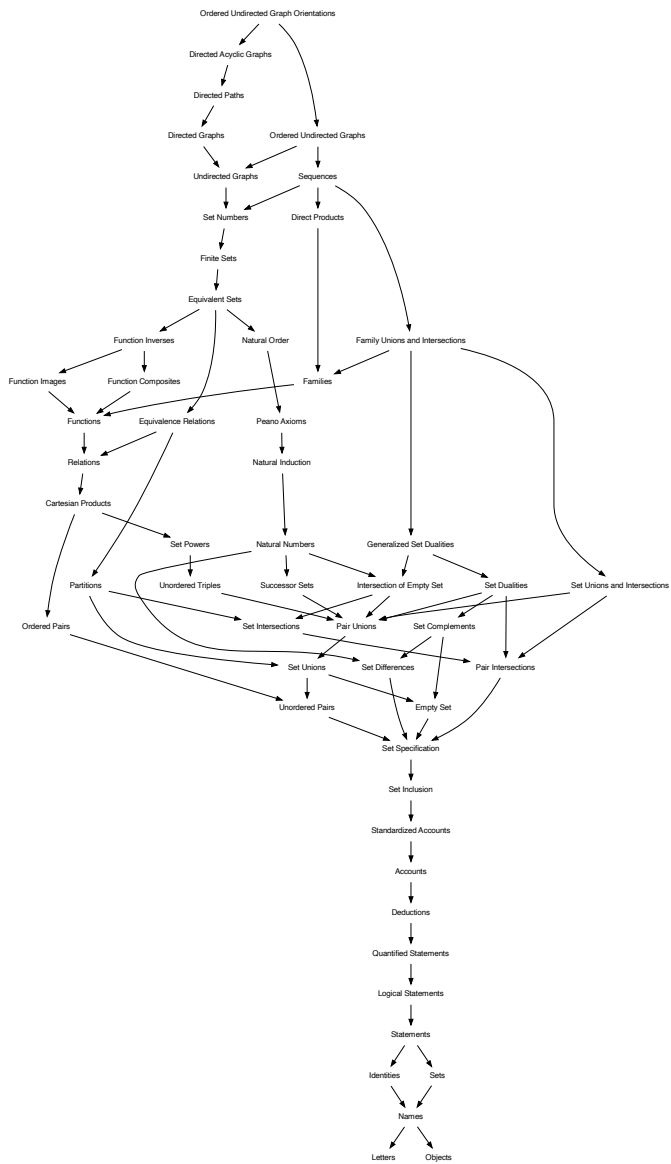 Ordered Undirected Graph Orientations
Directed Acyclic Graphs
Directed Paths
Directed Graphs
Ordered Undirected Graphs
Undirected Graphs
Sequences
Set Numbers
Direct Products
Finite Sets
Equivalent Sets
Function Inverses
Natural Order
Family Unions and Intersections
Function Images
Function Composites
Families
Functions
Equivalence Relations
Peano Axioms
Relations
Natural Induction
Cartesian Products
Set Powers
Natural Numbers
Generalized Set Dualities
Partitions
Unordered Triples
Successor Sets
Intersection of Empty Set
Set Dualities
Set Unions and Intersections
Ordered Pairs
Set Intersections
Pair Unions
Set Complements
Set Unions
Set Differences
Pair Intersections
Unordered Pairs
Empty Set
Set Specification
Set Inclusion
Standardized Accounts
Accounts
Deductions
Quantified Statements
Logical Statements
Statements
Identities
Sets
Names
Letters
Objects